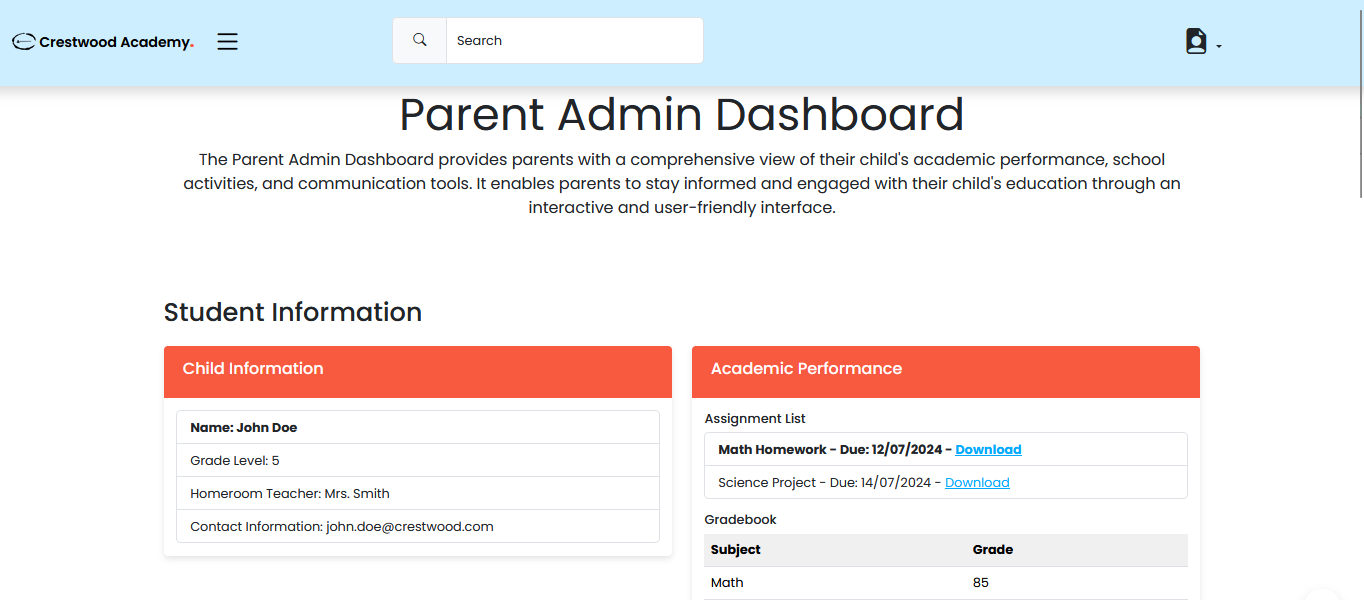 Crestwood Academy.
Search
Parent Admin Dashboard
The Parent Admin Dashboard provides parents with a comprehensive view of their child's academic performance, school
activities, and communication tools. It enables parents to stay informed and engaged with their child's education through an
interactive and user-friendly interface.
Student Information
Child Information
Name: John Doe
Grade Level: 5
Homeroom Teacher: Mrs. Smith
Contact Information: john.doe@crestwood.com
Academic Performance
Assignment List
Math Homework - Due: 12/07/2024 - Download
Science Project - Due: 14/07/2024 - Download
Gradebook
Subject Grade
Math 85